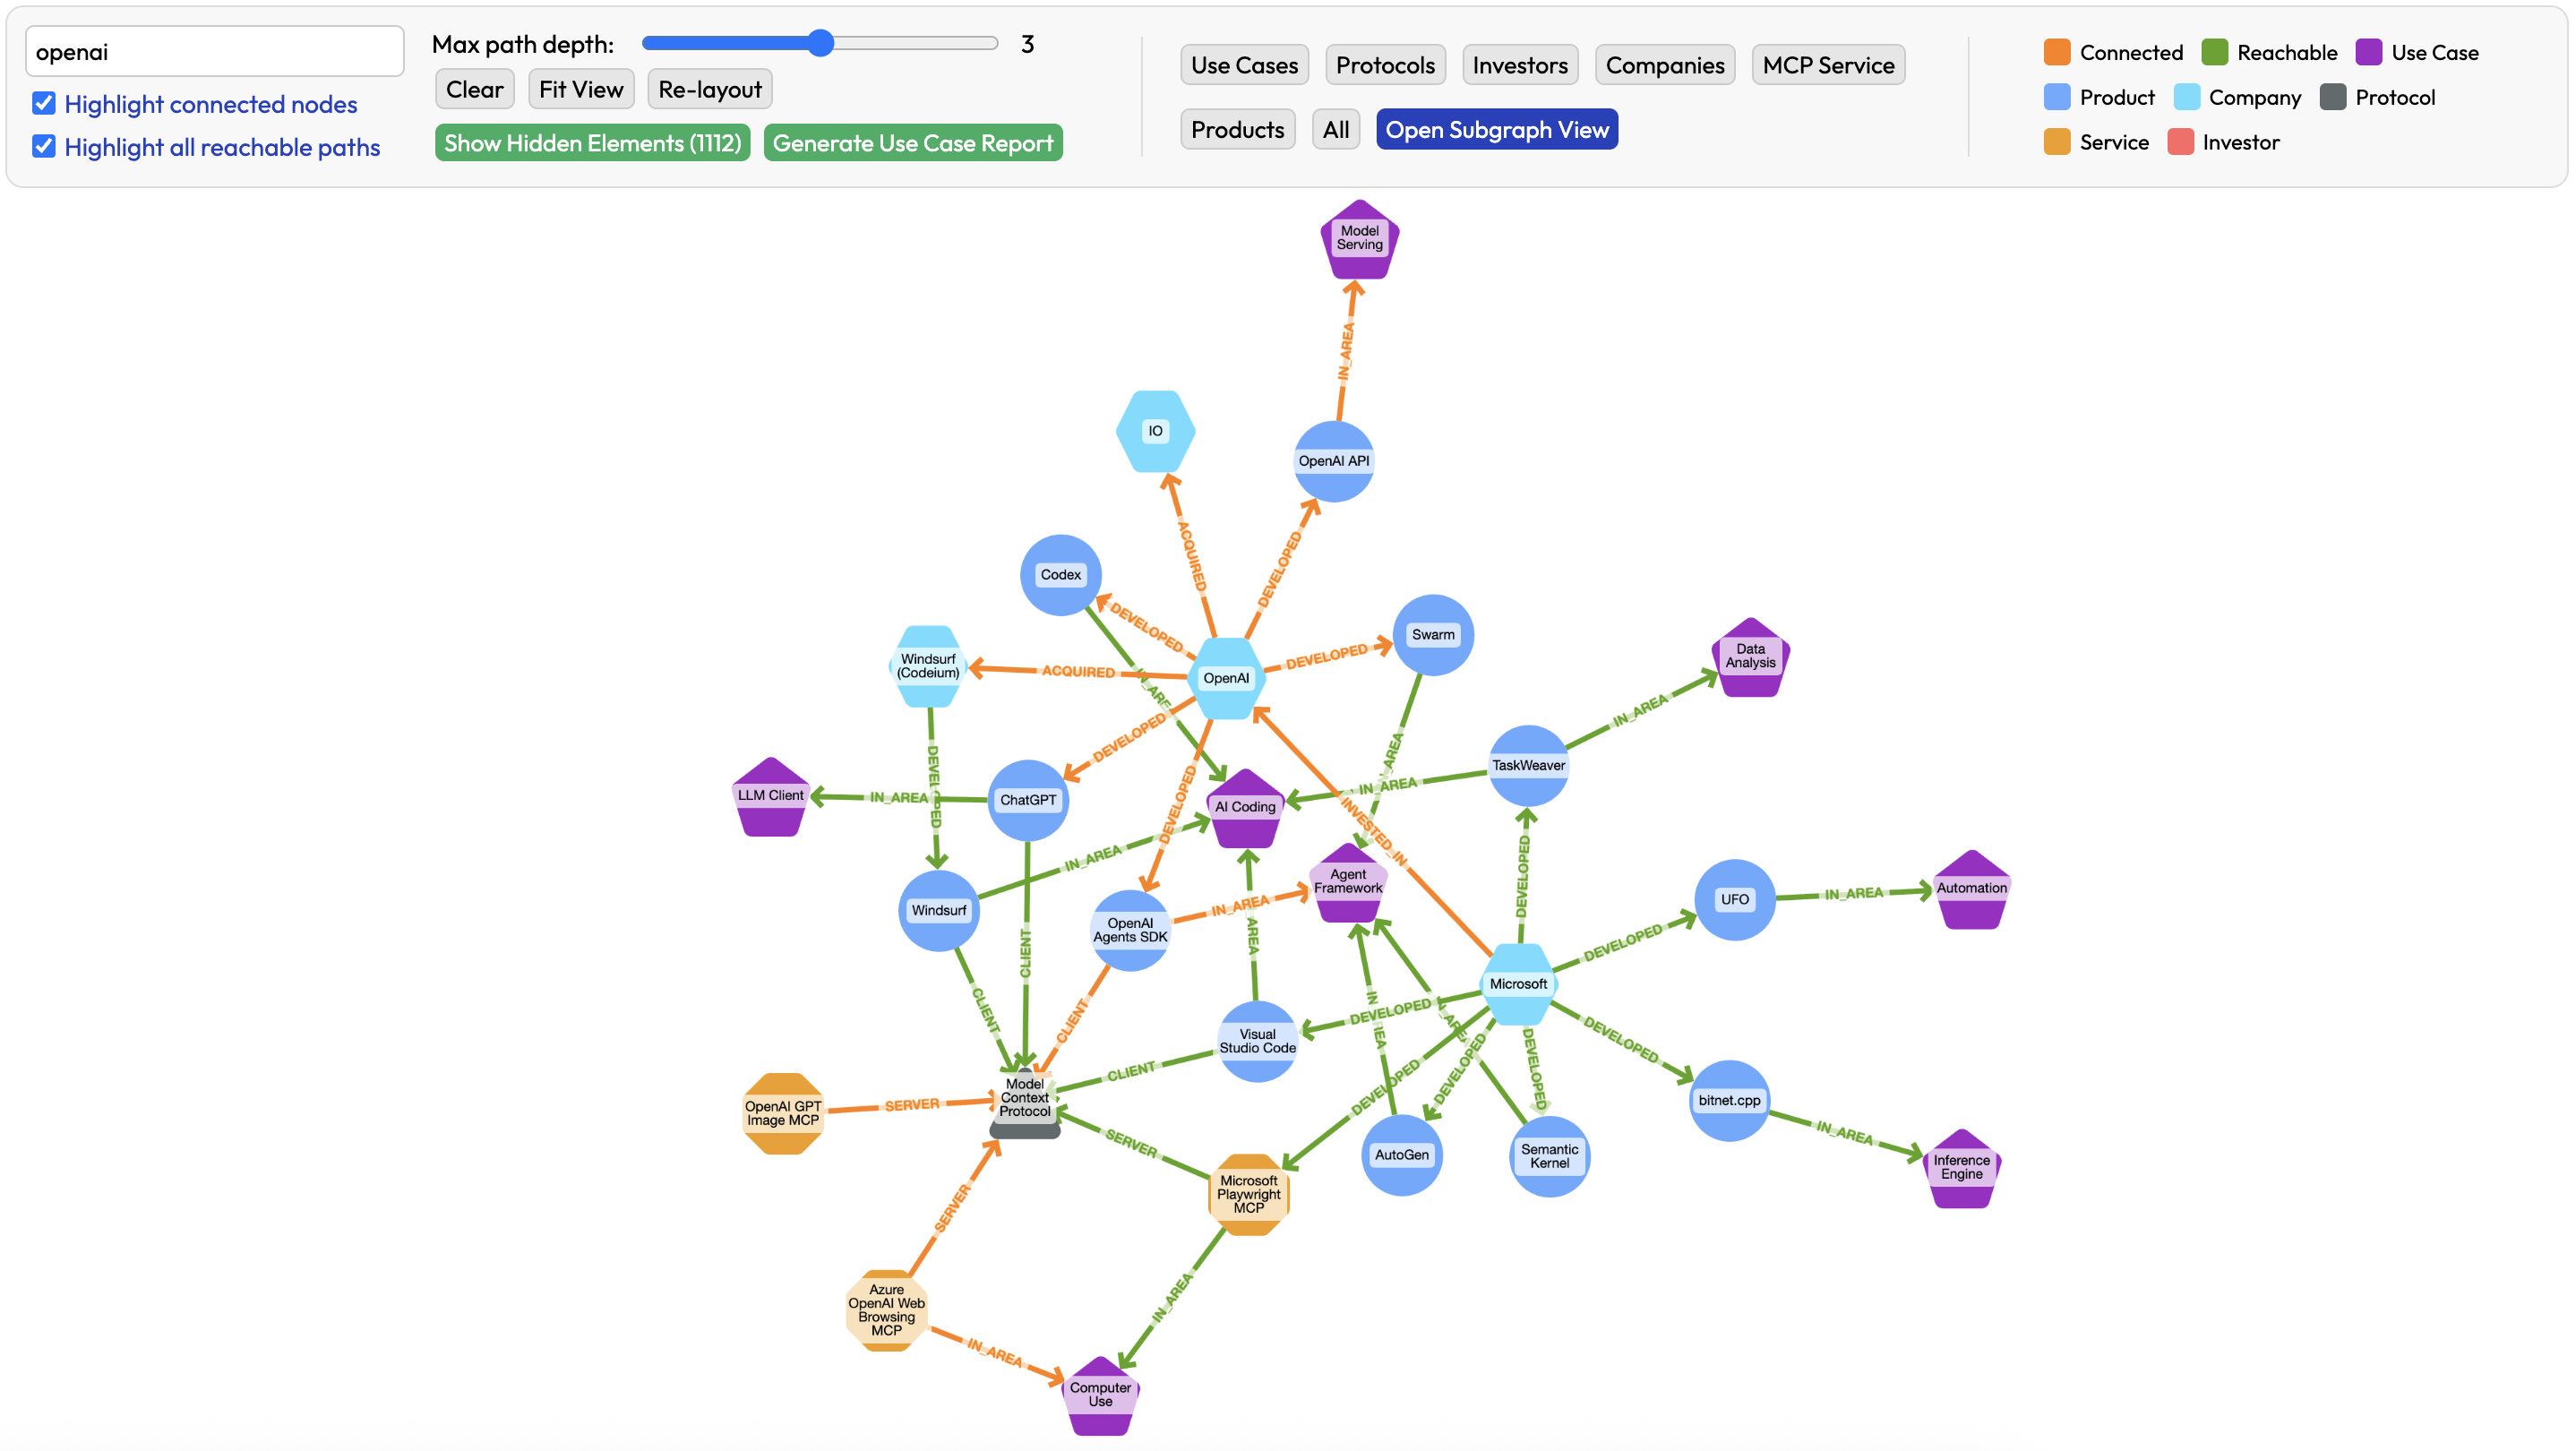 openai
Max path depth:
3
Highlight connected nodes
Highlight all reachable paths
Clear
Fit View
Re-layout
Show Hidden Elements (1112)
Generate Use Case Report
Use Cases
Protocols
Investors
Companies
MCP Service
Products
All
Open Subgraph View
Connected
Reachable
Use Case
Product
Company
Protocol
Service
Investor
Model
Serving
IN_AREA
IO
OpenAI API
ACQUIRED
DEVELOPED
Codex
DEVELOPED
Swarm
DEVELOPED
Windsurf
(Codeium)
ACQUIRED
OpenAI
Data
Analysis
IN_AREA
DEVELOPED
DEVELOPED
TaskWeaver
LLM Client
IN_AREA
ChatGPT
AI Coding
IN_AREA
DEVELOPED
INVESTED_IN
IN_AREA
DEVELOPED
Agent
Framework
Windsurf
OpenAI
Agents SDK
IN_AREA
UFO
IN_AREA
Automation
CLIENT
AREA
DEVELOPED
Microsoft
CLIENT
CLIENT
Visual
Studio Code
DEVELOPED
DEVELOPED
CLIENT
DEVELOPED
DEVELOPED
DEVELOPED
Model
Context
Protocol
OpenAI GPT
Image MCP
SERVER
bitnet.cpp
IN_AREA
SERVER
AutoGen
Semantic
Kernel
Inference
Engine
Microsoft
Playwright
MCP
SERVER
Azure
OpenAI Web
Browsing
MCP
IN_AREA
IN_AREA
Computer
Use